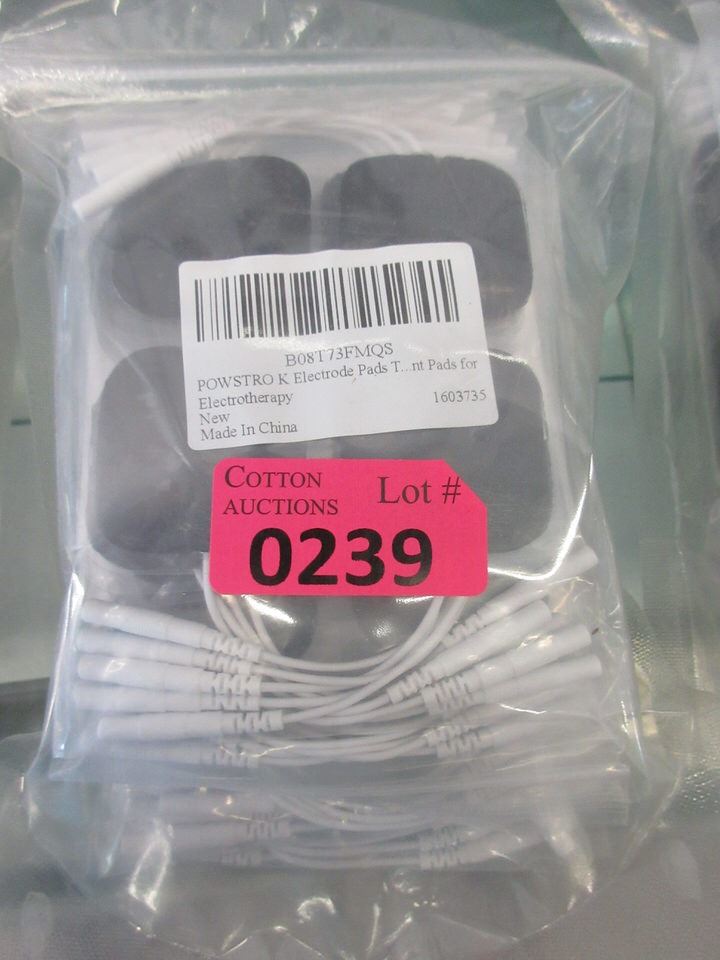 B08T73FMQS
POWSTRO K Electrode Pads T...nt Pads for
Electrotherapy
1603735
New
Made In China
COTTON
AUCTIONS
Lot #
0239